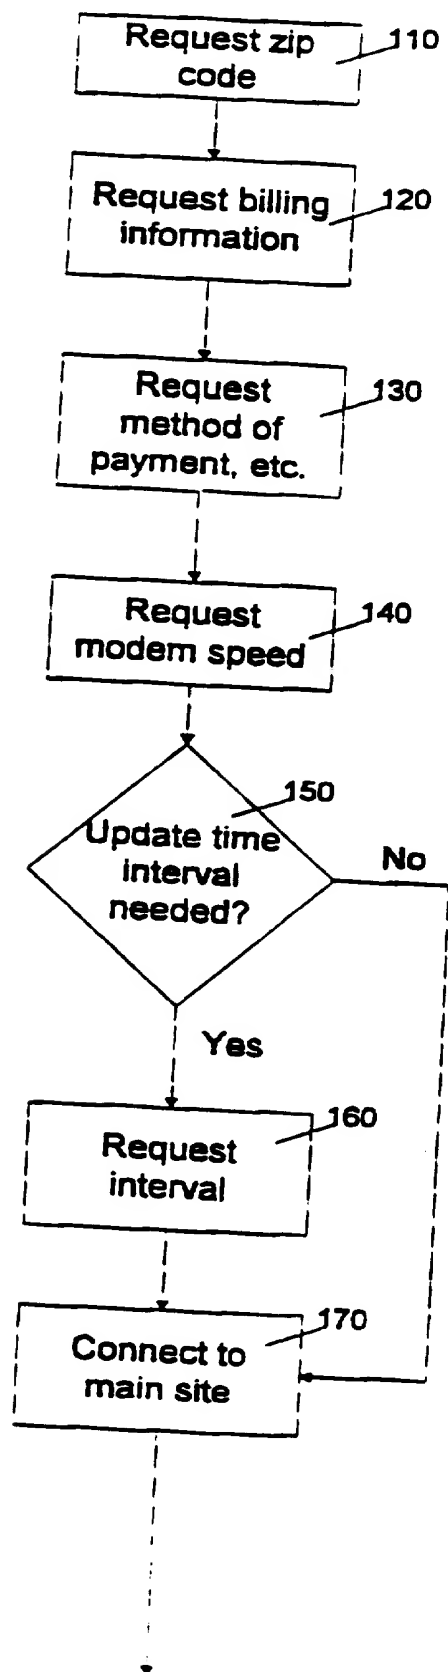 Request zip
code
110
Request billing
information
120
Request
method of
payment, etc.
130
Request
modem speed
140
150
Update time
interval
needed?
No
Yes
160
Request
interval
170
Connect to
main site